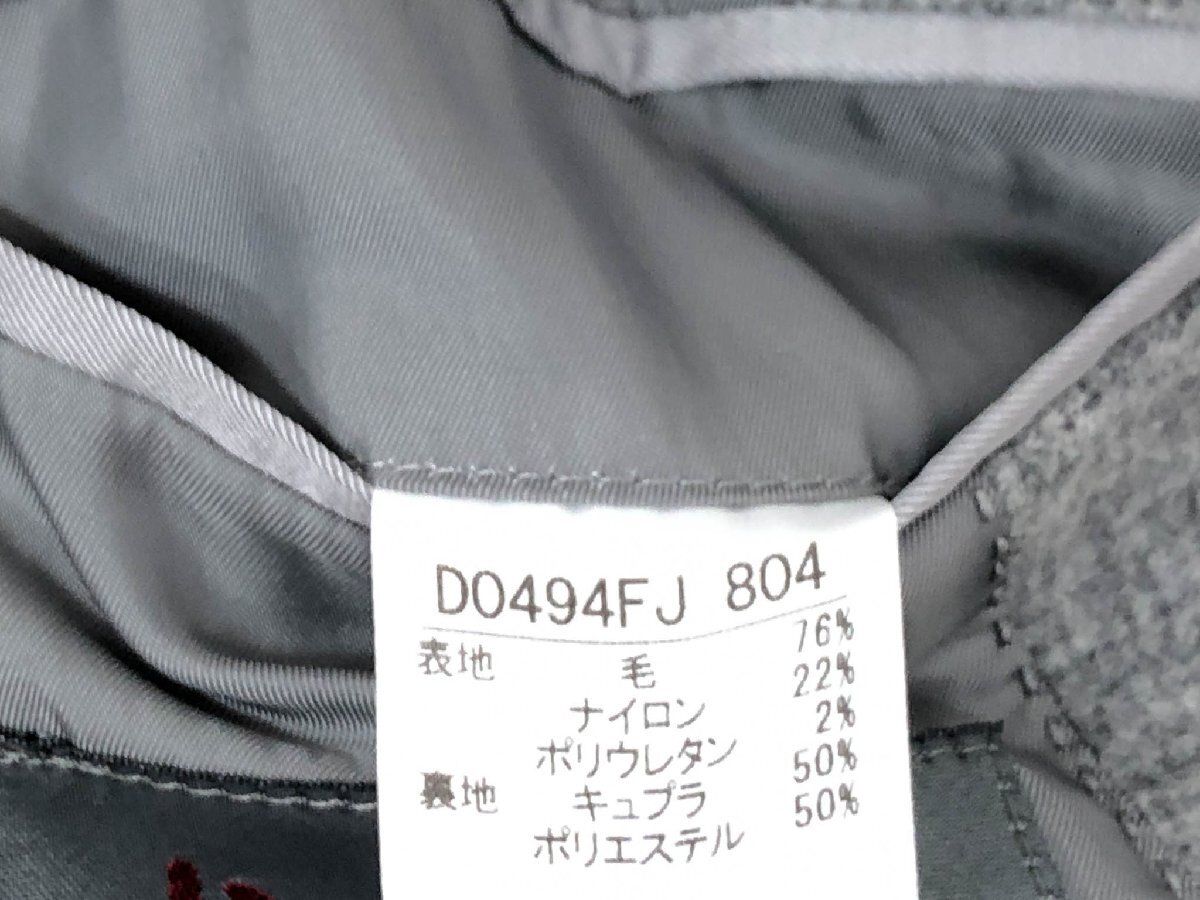 D0494FJ 804
表地 毛 76%
ナイロン 22%
ポリウレタン 2%
裏地 キュプラ 50%
ポリエステル 50%